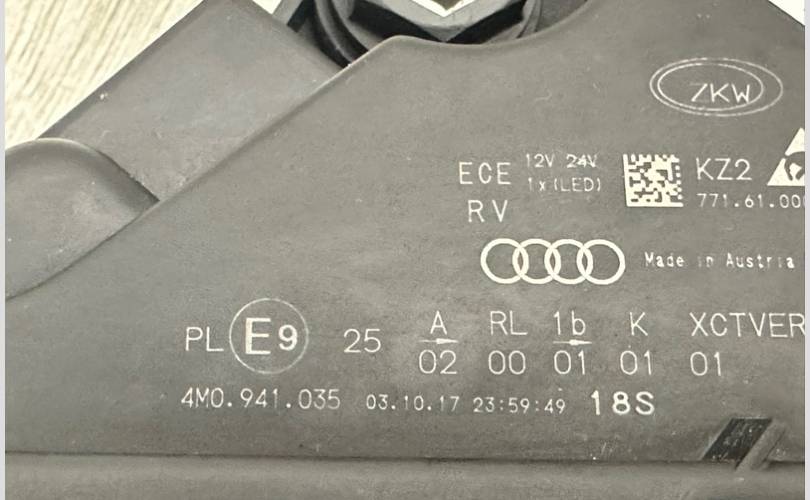 ZKW
ECE 12V 24V
1x(LED)
RV
KZ2
771.61.000
Made in Austria
PL E9 25 A RL 1b K XCTVER
02 00 01 01 01
4M0.941.035 03.10.17 23:59:49 18S